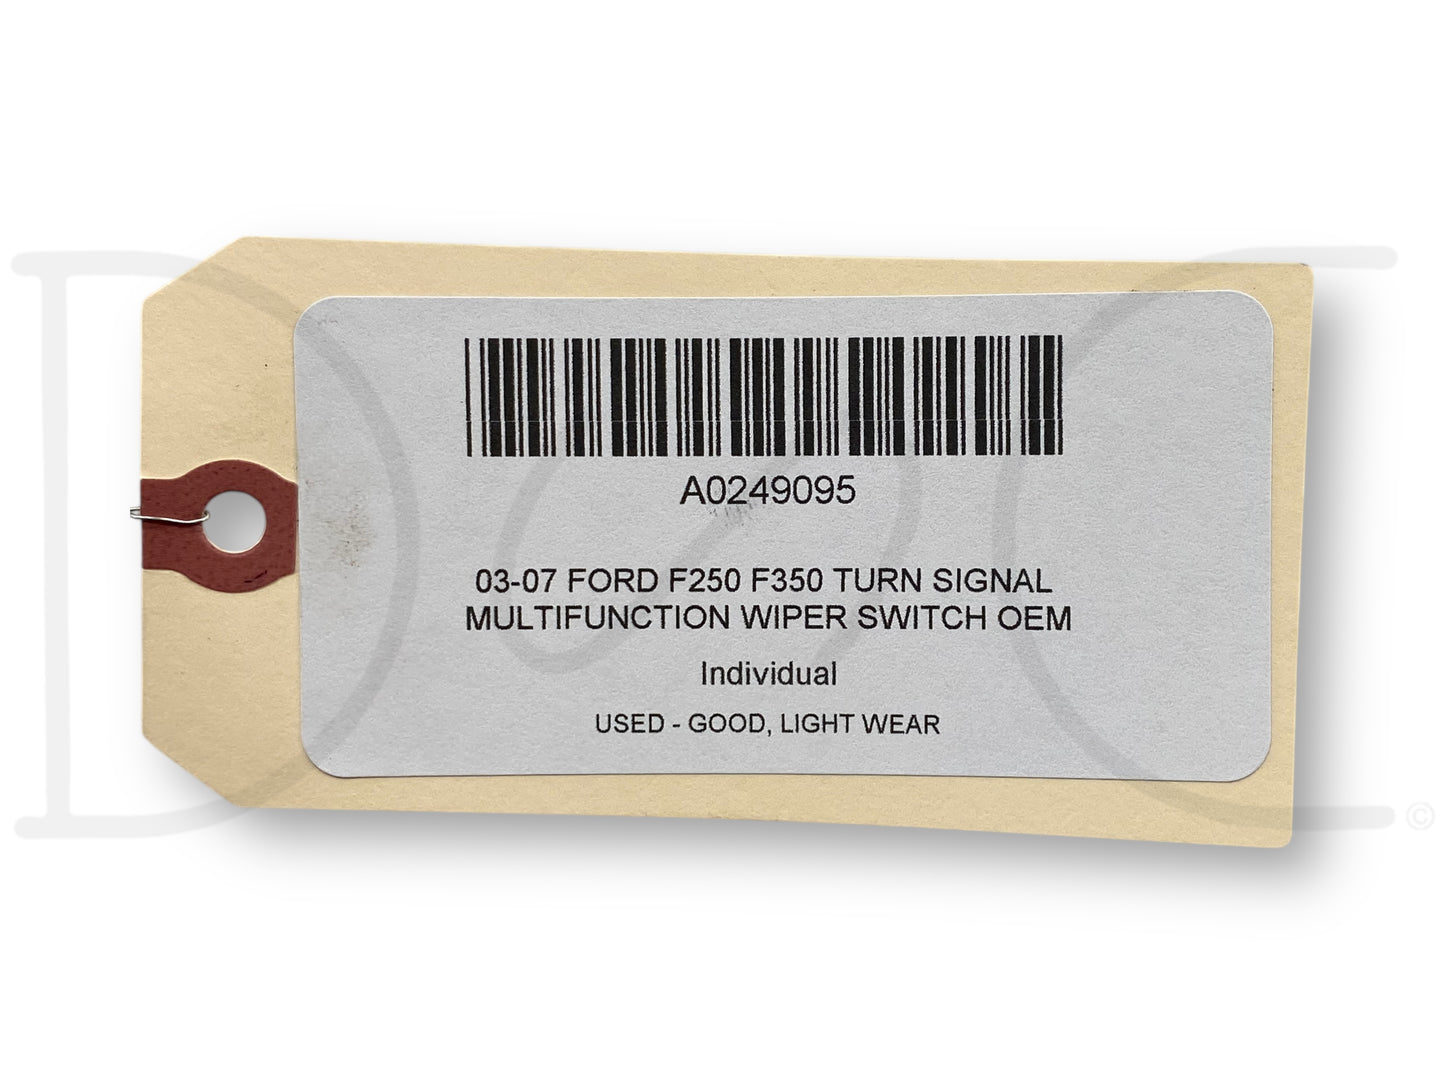 A0249095
03-07 FORD F250 F350 TURN SIGNAL
MULTIFUNCTION WIPER SWITCH OEM
Individual
USED - GOOD, LIGHT WEAR
D C ©